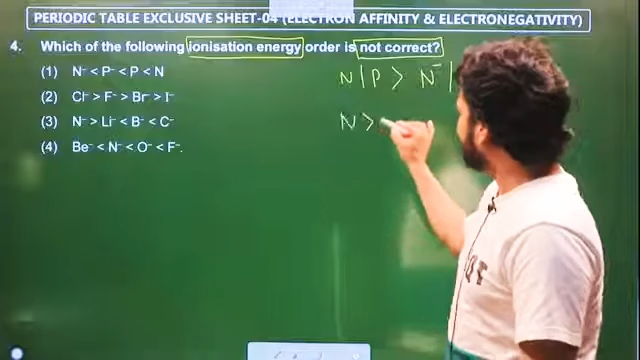 PERIODIC TABLE EXCLUSIVE SHEET-04 (ELECTRON AFFINITY & ELECTRONEGATIVITY)
4. Which of the following ionisation energy order is not correct?
(1) N⁻ < P⁻ < P < N
(2) Cl⁻ > F⁻ > Br⁻ > I⁻
(3) N⁻ > Li⁻ < B⁻ < C⁻
(4) Be⁻ < N⁻ < O⁻ < F⁻.
N | P > N⁻ |
N >